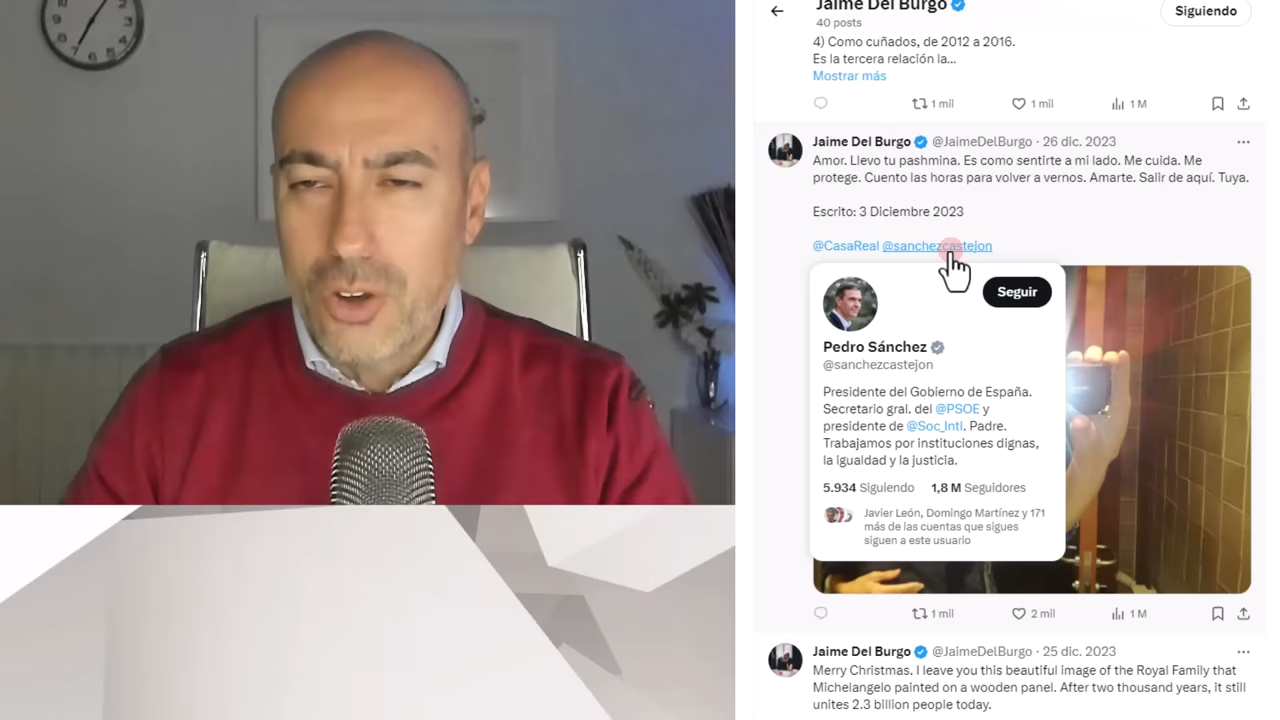 Jaime Del Burgo
40 posts
Siguiendo
4) Como cuñados, de 2012 a 2016.
Es la tercera relación la...
Mostrar más
1 mil
1 mil
1 M
Jaime Del Burgo @JaimeDelBurgo · 26 dic. 2023
Amor. Llevo tu pashmina. Es como sentirte a mi lado. Me cuida. Me
protege. Cuento las horas para volver a vernos. Amarte. Salir de aquí. Tuya.
Escrito: 3 Diciembre 2023
@CasaReal @sanchezcastejon
Seguir
Pedro Sánchez
@sanchezcastejon
Presidente del Gobierno de España.
Secretario gral. del @PSOE y
presidente de @Soc_Intl. Padre.
Trabajamos por instituciones dignas,
la igualdad y la justicia.
5.934 Siguiendo 1,8 M Seguidores
Javier León, Domingo Martínez y 171
más de las cuentas que sigues
siguen a este usuario
1 mil
2 mil
1 M
Jaime Del Burgo @JaimeDelBurgo · 25 dic. 2023
Merry Christmas. I leave you this beautiful image of the Royal Family that
Michelangelo painted on a wooden panel. After two thousand years, it still
unites 2.3 billion people today.